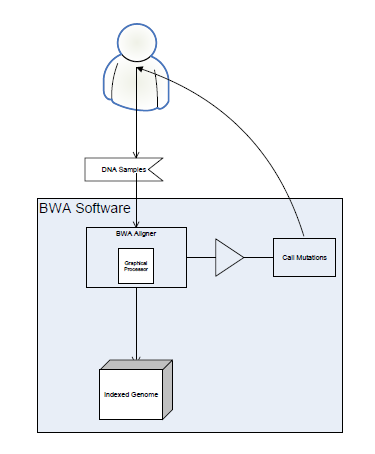 DNA Samples
BWA Software
BWA Aligner
Graphical
Processor
Call Mutations
Indexed Genome